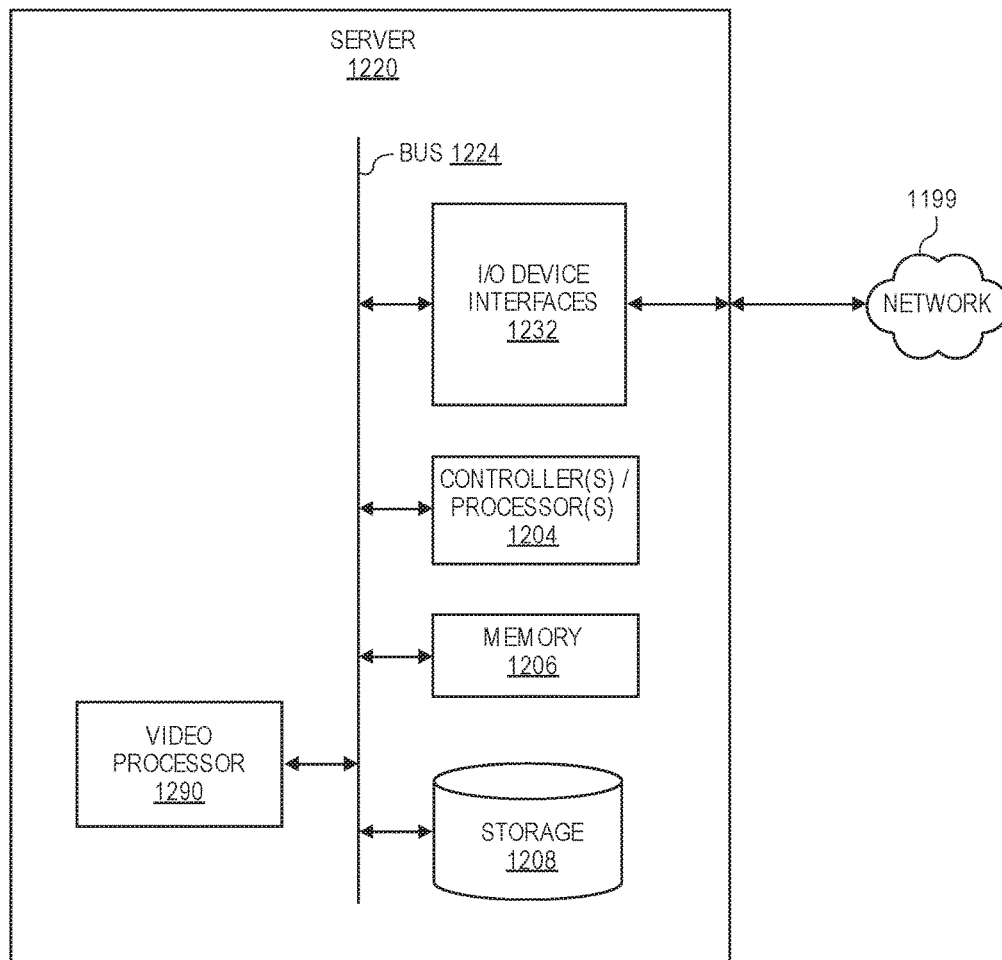 SERVER
1220
BUS 1224
1199
I/O DEVICE
INTERFACES
1232
NETWORK
CONTROLLER(S) /
PROCESSOR(S)
1204
MEMORY
1206
VIDEO
PROCESSOR
1290
STORAGE
1208